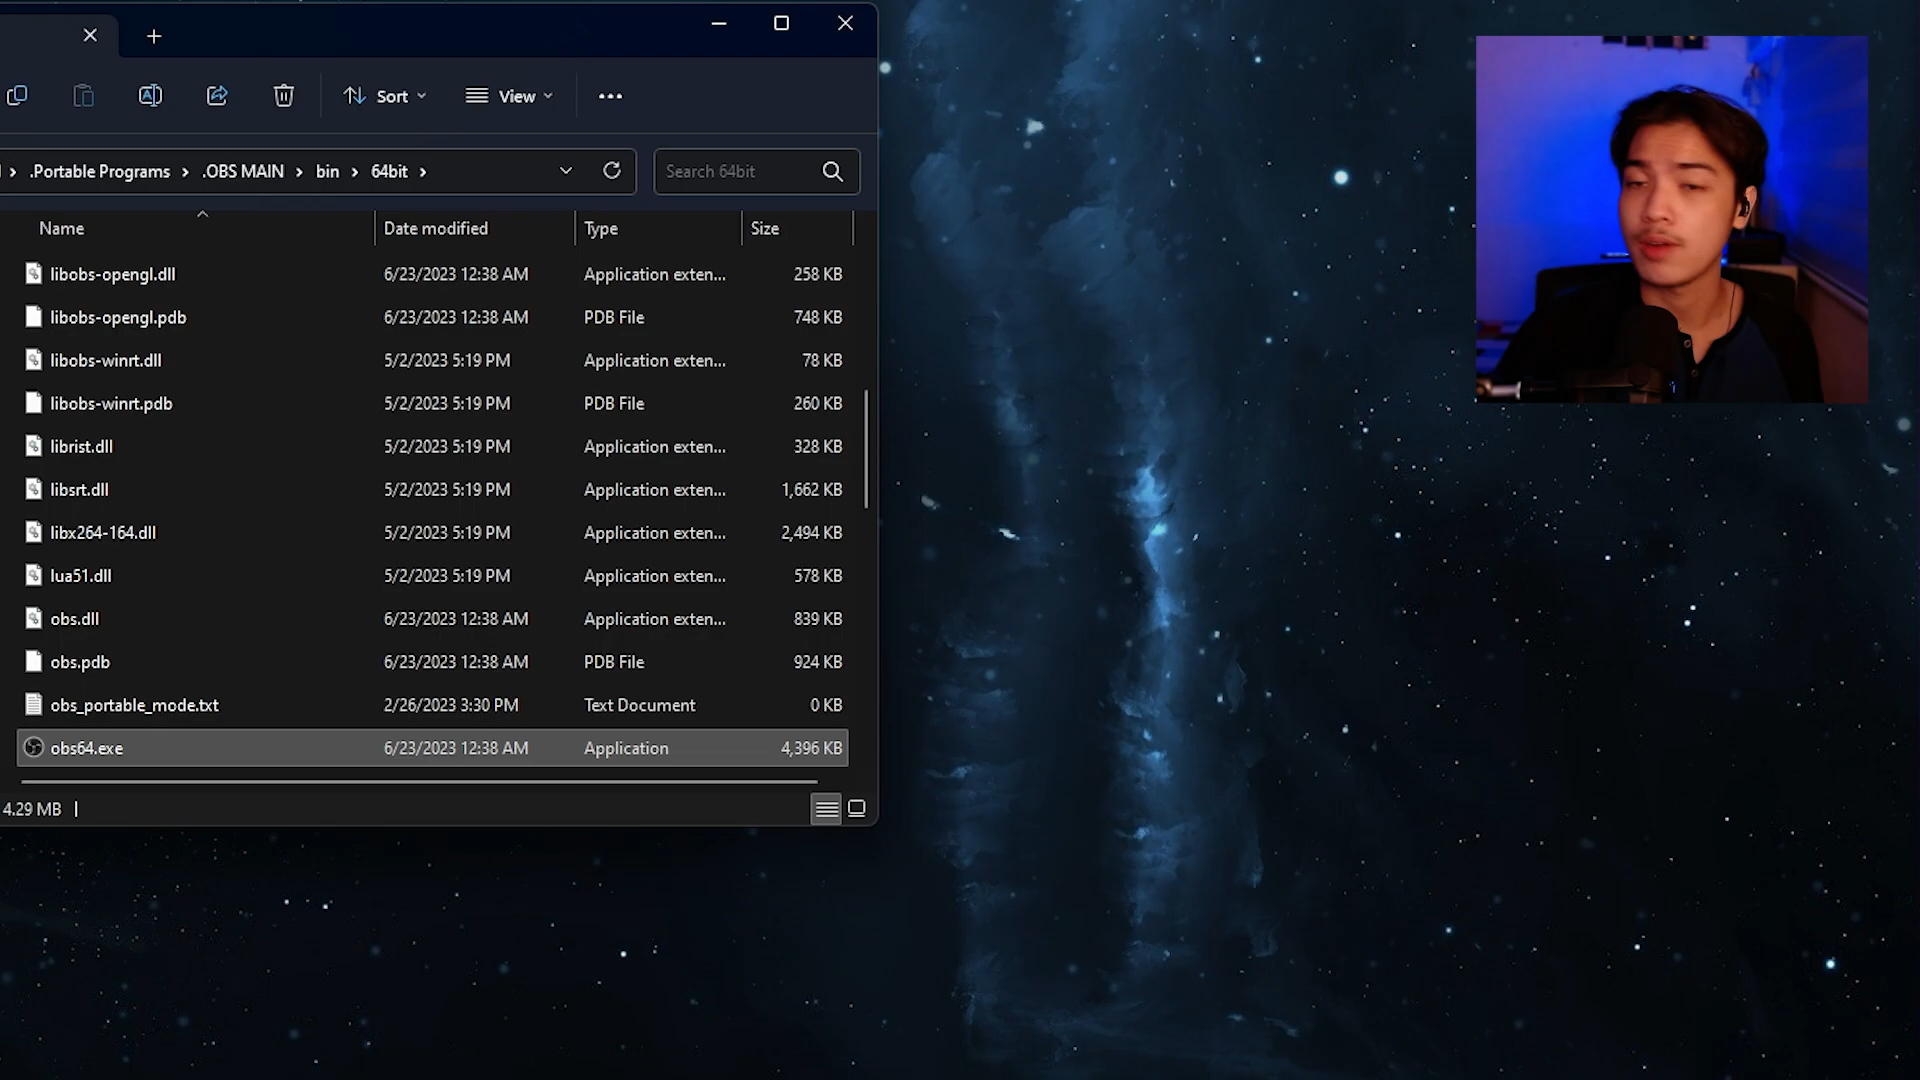 Sort
View
.Portable Programs > .OBS MAIN > bin > 64bit >
Search 64bit
Name Date modified Type Size
libobs-opengl.dll 6/23/2023 12:38 AM Application exten... 258 KB
libobs-opengl.pdb 6/23/2023 12:38 AM PDB File 748 KB
libobs-winrt.dll 5/2/2023 5:19 PM Application exten... 78 KB
libobs-winrt.pdb 5/2/2023 5:19 PM PDB File 260 KB
librist.dll 5/2/2023 5:19 PM Application exten... 328 KB
libsrt.dll 5/2/2023 5:19 PM Application exten... 1,662 KB
libx264-164.dll 5/2/2023 5:19 PM Application exten... 2,494 KB
lua51.dll 5/2/2023 5:19 PM Application exten... 578 KB
obs.dll 6/23/2023 12:38 AM Application exten... 839 KB
obs.pdb 6/23/2023 12:38 AM PDB File 924 KB
obs_portable_mode.txt 2/26/2023 3:30 PM Text Document 0 KB
obs64.exe 6/23/2023 12:38 AM Application 4,396 KB
4.29 MB